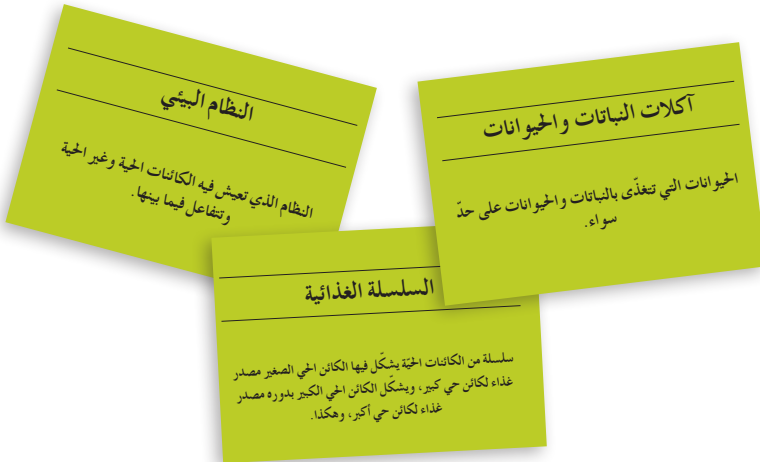 آكلات النباتات والحيوانات
الحيوانات التي تتغذّى بالنباتات والحيوانات على حدّ
سواء.
النظام البيئي
النظام الذي تعيش فيه الكائنات الحية وغير الحية
وتتفاعل فيما بينها.
السلسلة الغذائية
سلسلة من الكائنات الحيّة يشكّل فيها الكائن الحي الصغير مصدر
غذاء لكائن حي كبير، ويشكّل الكائن الحي الكبير بدوره مصدر
غذاء لكائن حي أكبر، وهكذا.